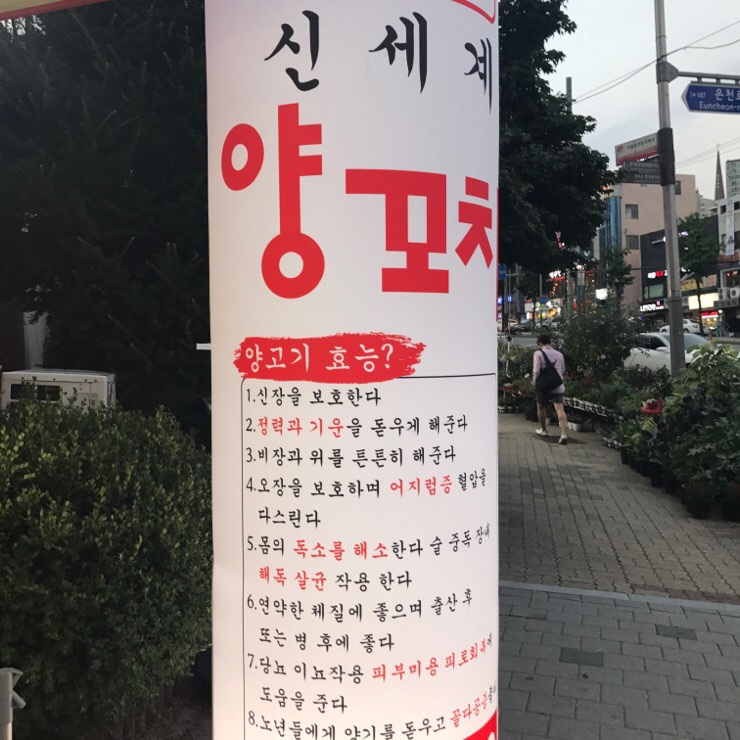 신세계
양꼬치
양고기 효능?
1.신장을 보호한다
2.정력과 기운을 돋우게 해준다
3.비장과 위를 튼튼히 해준다
4.오장을 보호하며 어지럼증 혈압을
다스린다
5.몸의 독소를 해소한다 술 중독 장내
해독 살균 작용 한다
6.연약한 체질에 좋으며 출산 후
또는 병 후에 좋다
7.당뇨 이뇨작용 피부미용 피로회복에
도움을 준다
8.노년들에게 양기를 돋우고 골다공증
은천로
Euncheon-r